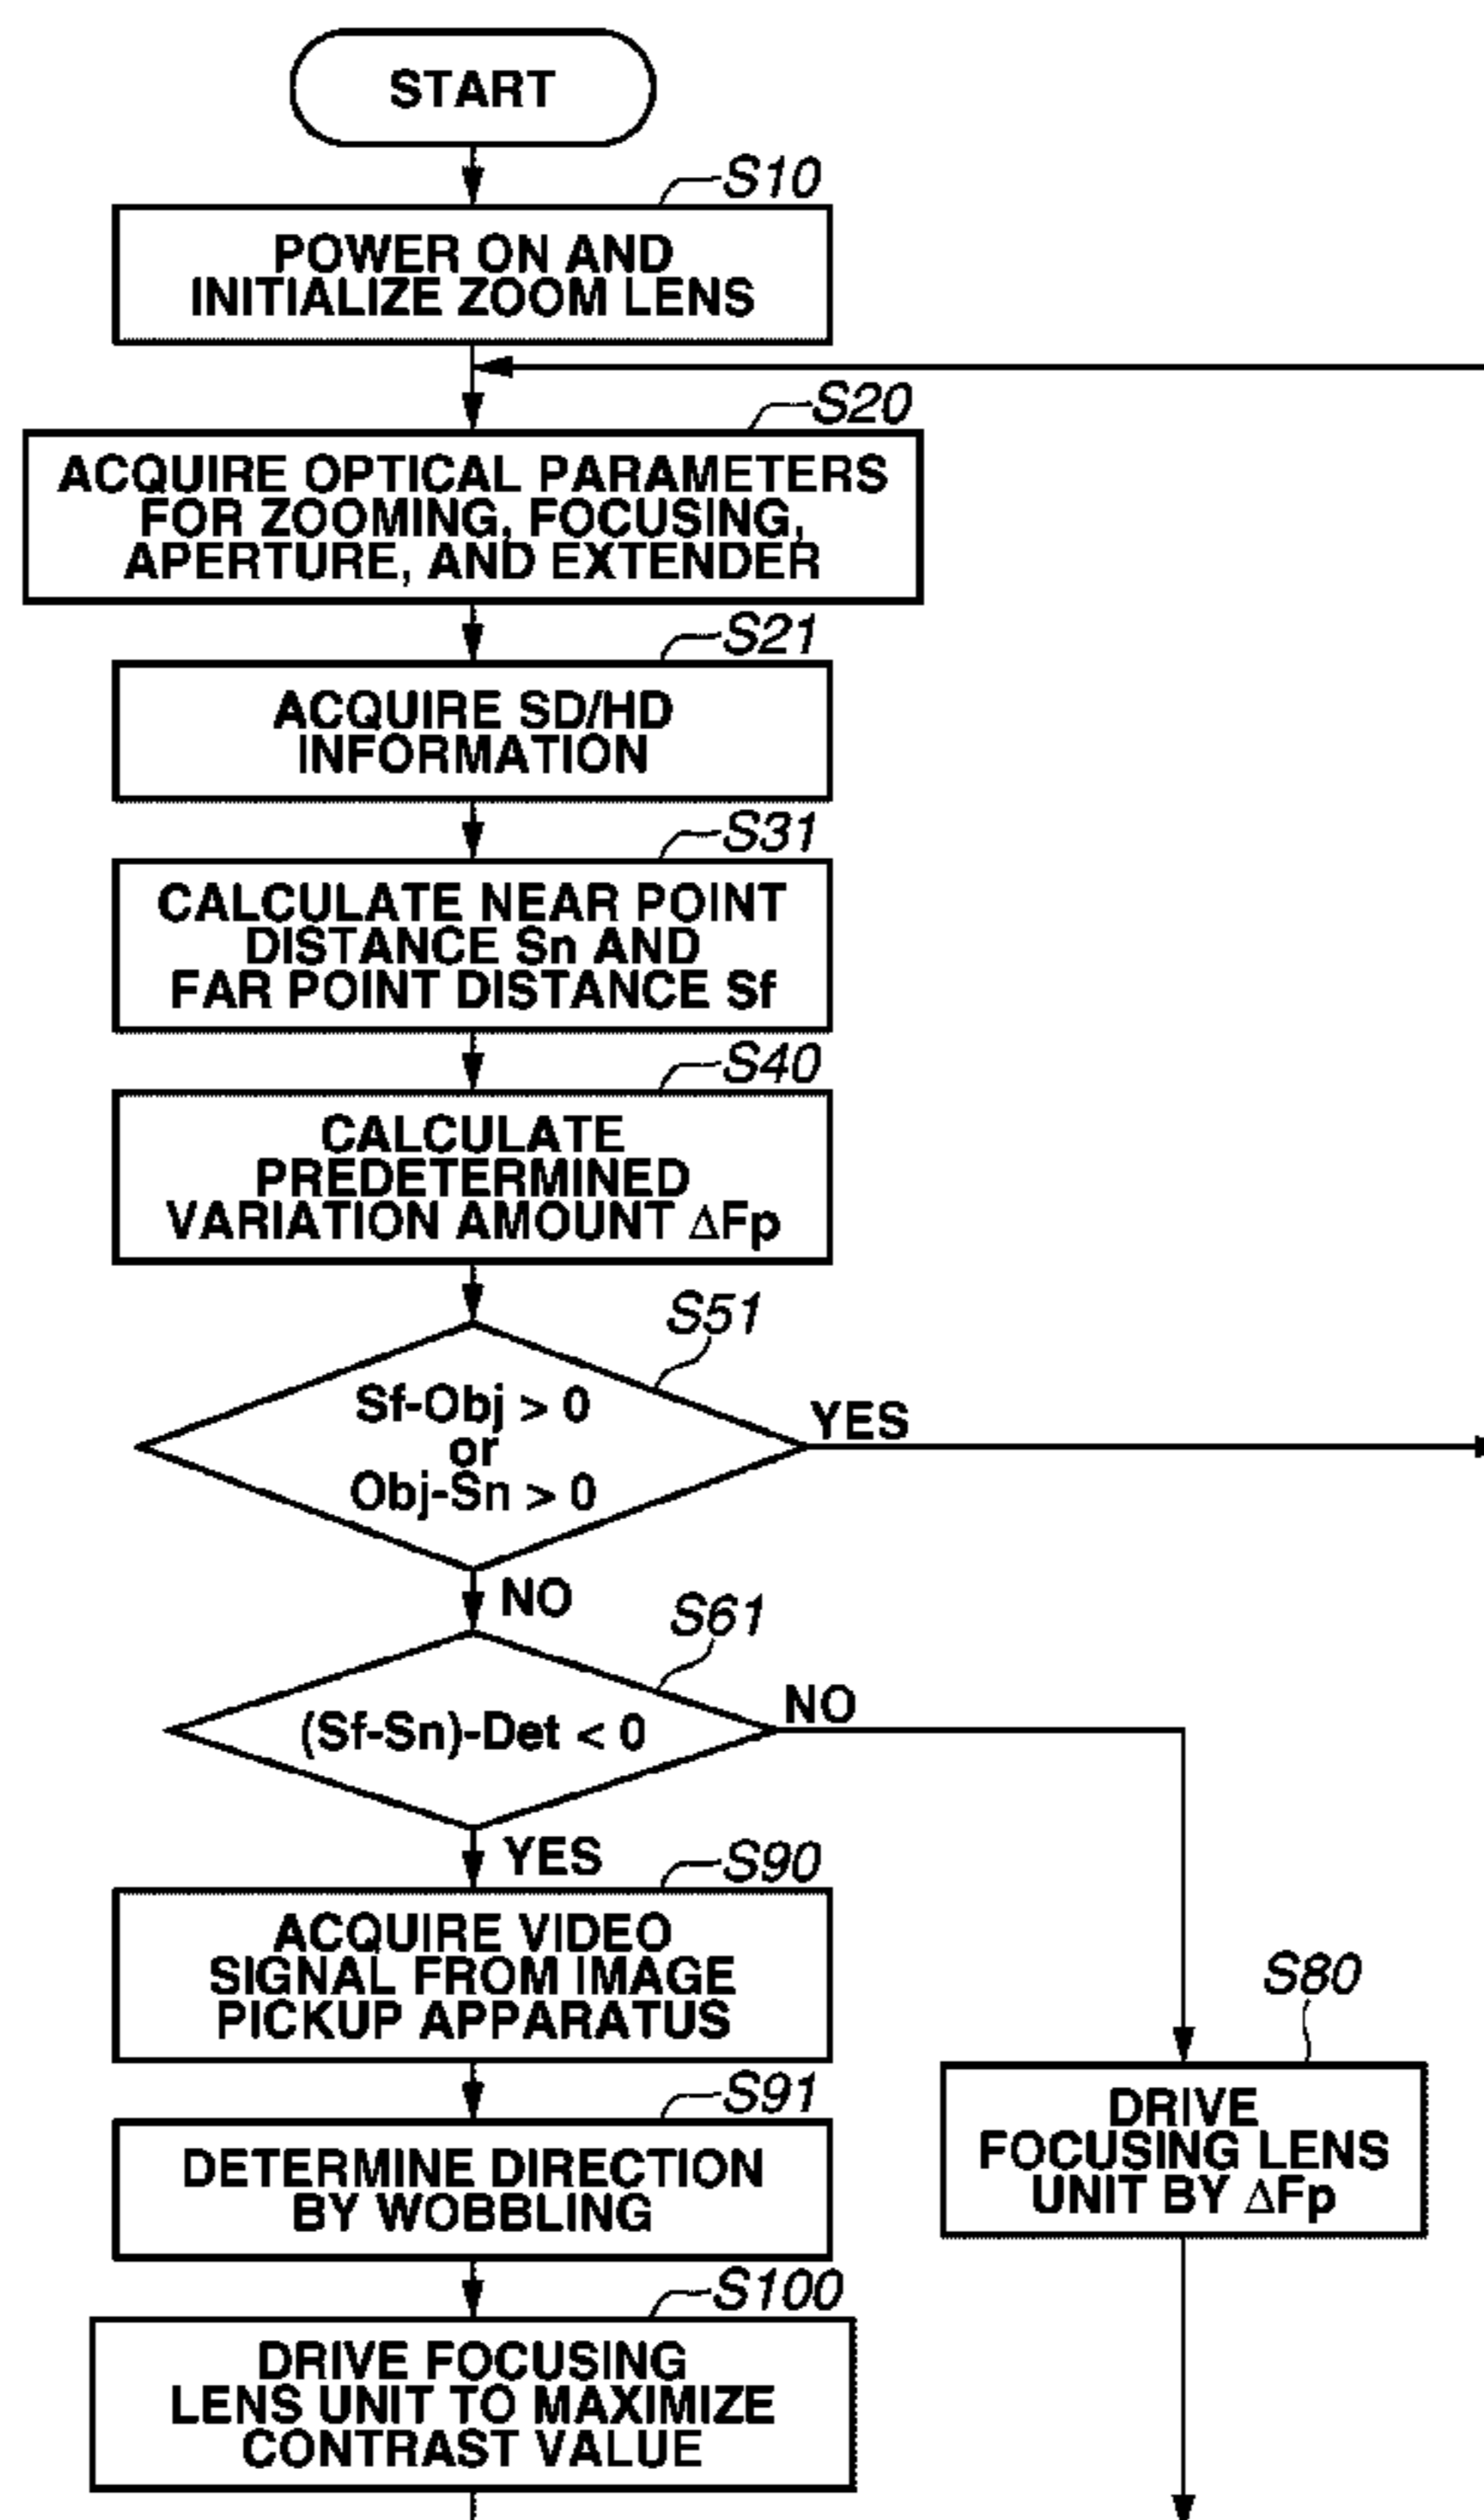 START
S10
POWER ON AND
INITIALIZE ZOOM LENS
S20
ACQUIRE OPTICAL PARAMETERS
FOR ZOOMING, FOCUSING,
APERTURE, AND EXTENDER
S21
ACQUIRE SD/HD
INFORMATION
S31
CALCULATE NEAR POINT
DISTANCE Sn AND
FAR POINT DISTANCE Sf
S40
CALCULATE
PREDETERMINED
VARIATION AMOUNT ΔFp
S51
Sf-Obj > 0
or
Obj-Sn > 0
YES
NO
S61
(Sf-Sn)-Det < 0
NO
YES
S90
ACQUIRE VIDEO
SIGNAL FROM IMAGE
PICKUP APPARATUS
S80
DRIVE
FOCUSING LENS
UNIT BY ΔFp
S91
DETERMINE DIRECTION
BY WOBBLING
S100
DRIVE FOCUSING
LENS UNIT TO MAXIMIZE
CONTRAST VALUE